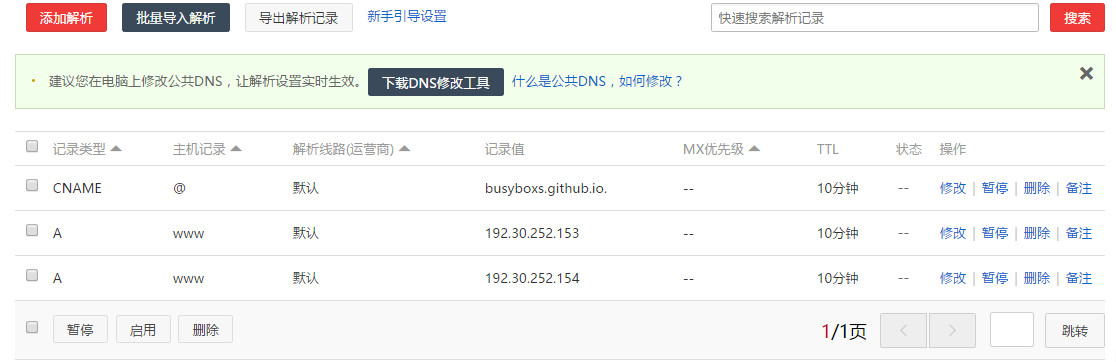 添加解析 批量导入解析 导出解析记录 新手引导设置 快速搜索解析记录 搜索
· 建议您在电脑上修改公共DNS，让解析设置实时生效。 下载DNS修改工具 什么是公共DNS，如何修改？ ×
记录类型 主机记录 解析线路(运营商) 记录值 MX优先级 TTL 状态 操作
CNAME @ 默认 busyboxs.github.io. -- 10分钟 -- 修改 | 暂停 | 删除 | 备注
A www 默认 192.30.252.153 -- 10分钟 -- 修改 | 暂停 | 删除 | 备注
A www 默认 192.30.252.154 -- 10分钟 -- 修改 | 暂停 | 删除 | 备注
暂停 启用 删除 1/1页 < > 跳转